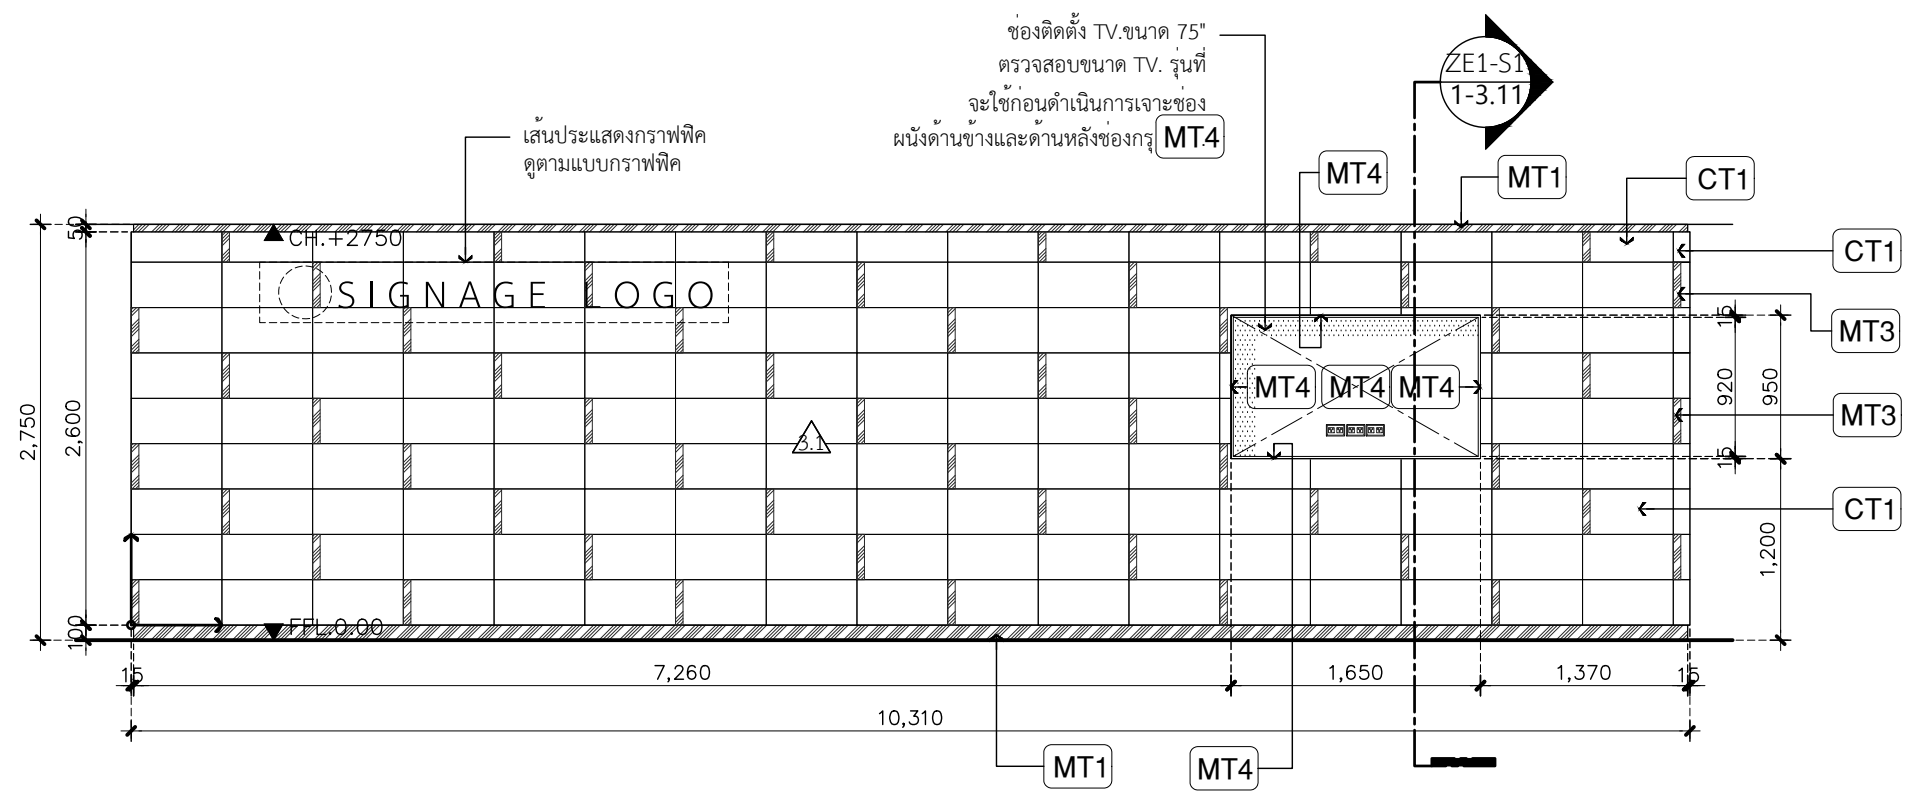 ช่องติดตั้ง TV.ขนาด 75"
ตรวจสอบขนาด TV. รุ่นที่
จะใช้ก่อนดำเนินการเจาะช่อง
ผนังด้านข้างและด้านหลังช่องกรุ MT.4
เส้นประแสดงกราฟฟิค
ดูตามแบบกราฟฟิค
ZE1-S1
1-3.11
MT4
MT1
CT1
CH.+2750
SIGNAGE LOGO
CT1
MT3
MT4 MT4 MT4
MT3
CT1
3.1
FFL.0.00
50
2,600
100
2,750
15
920
15
950
1,200
15
7,260
1,650
1,370
15
10,310
MT1
MT4